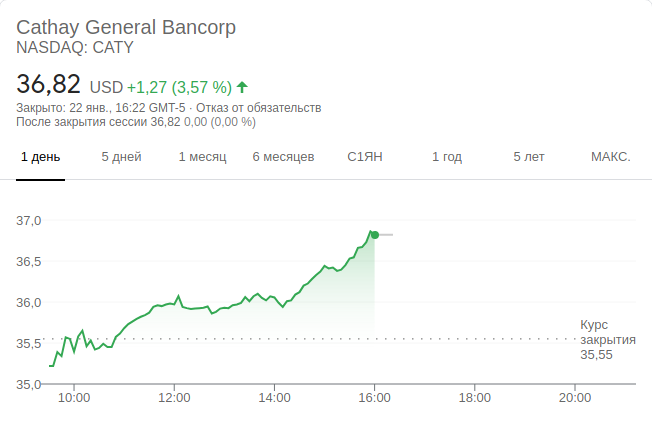 Cathay General Bancorp
NASDAQ: CATY
36,82 USD +1,27 (3,57 %)
Закрыто: 22 янв., 16:22 GMT-5 · Отказ от обязательств
После закрытия сессии 36,82 0,00 (0,00 %)
1 день 5 дней 1 месяц 6 месяцев С1ЯН 1 год 5 лет МАКС.
37,0
36,5
36,0
35,5
35,0
Курс
закрытия
35,55
10:00 12:00 14:00 16:00 18:00 20:00